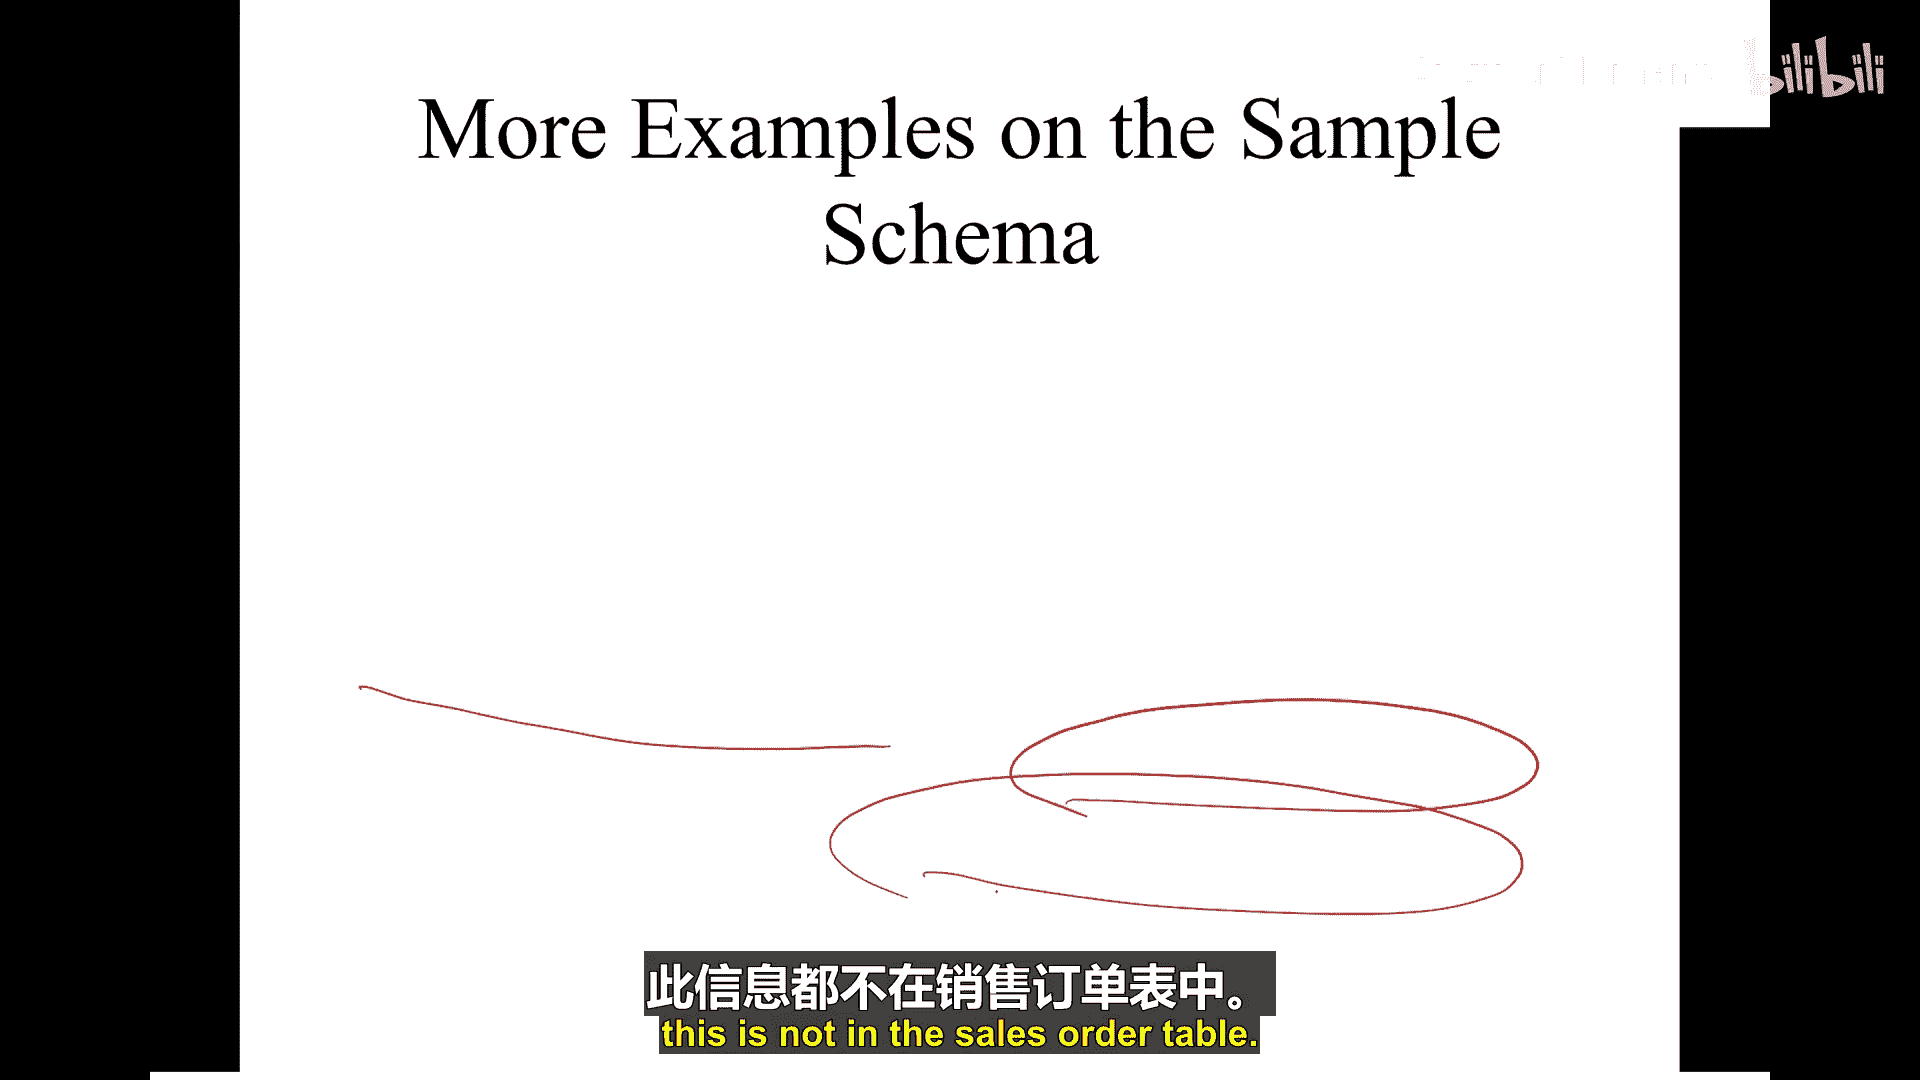 bilibili
More Examples on the Sample
Schema
此信息都不在销售订单表中。
this is not in the sales order table.